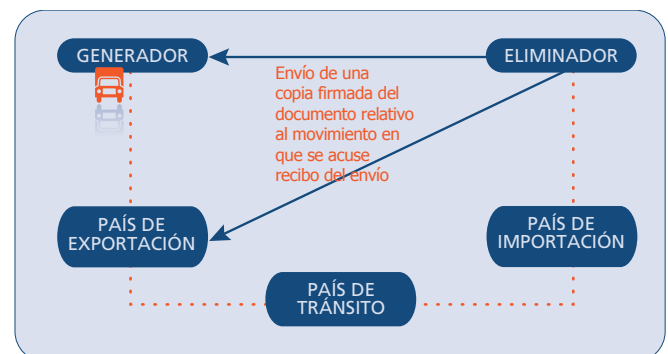 GENERADOR
ELIMINADOR
Envío de una
copia firmada del
documento relativo
al movimiento en
que se acuse
recibo del envío
PAÍS DE
EXPORTACIÓN
PAÍS DE
IMPORTACIÓN
PAÍS DE
TRÁNSITO